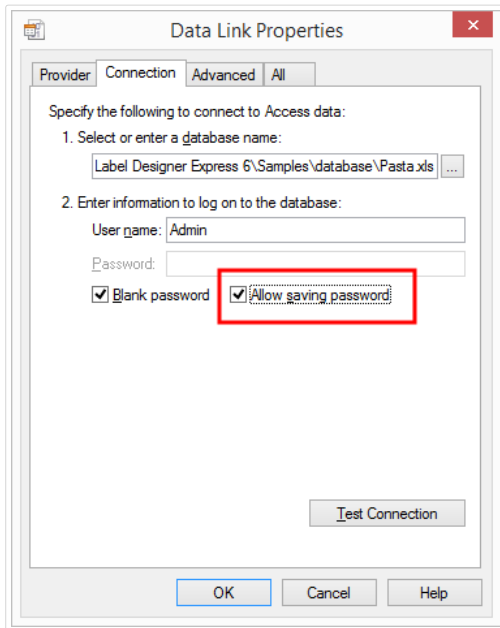 Data Link Properties
Provider Connection Advanced All
Specify the following to connect to Access data:
1. Select or enter a database name:
Label Designer Express 6\Samples\database\Pasta.xls ...
2. Enter information to log on to the database:
User name: Admin
Password:
Blank password Allow saving password
Test Connection
OK Cancel Help